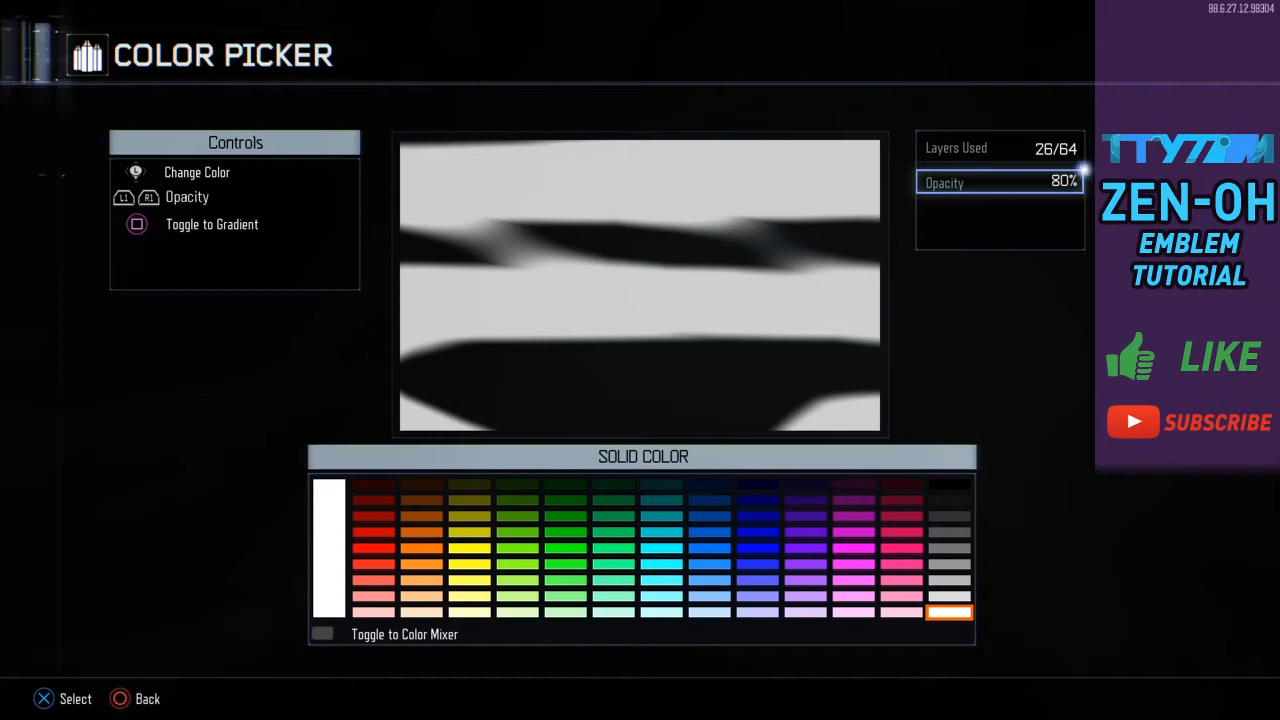 88.6.27.12.98304
COLOR PICKER
Controls
L Change Color
L1 R1 Opacity
Toggle to Gradient
Layers Used 26/64
Opacity 80%
TTYTTM
ZEN-OH
EMBLEM
TUTORIAL
LIKE
SUBSCRIBE
SOLID COLOR
Toggle to Color Mixer
Select
Back